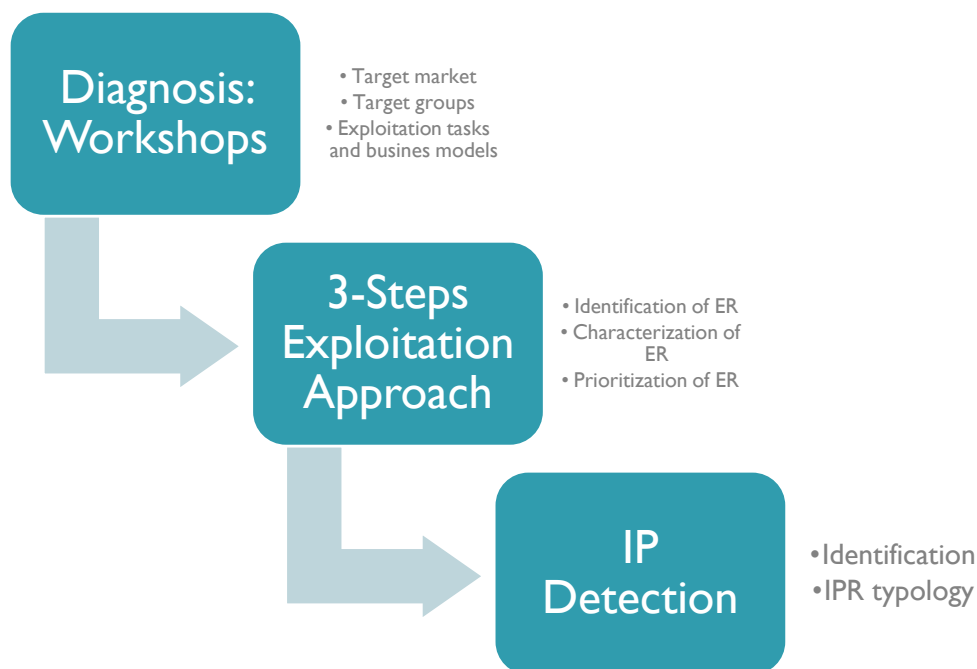 Diagnosis:
Workshops
• Target market
• Target groups
• Exploitation tasks
and busines models
3-Steps
Exploitation
Approach
• Identification of ER
• Characterization of
ER
• Prioritization of ER
IP
Detection
•Identification
•IPR typology